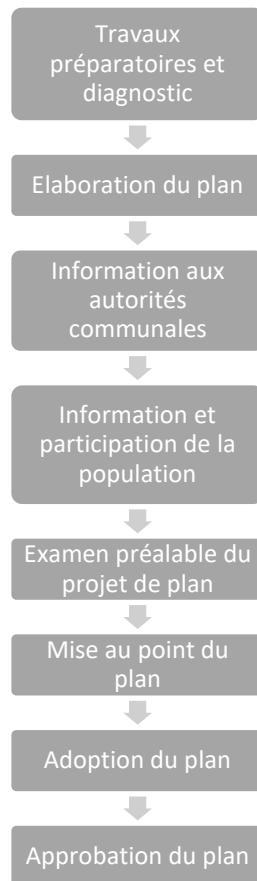 Travaux
préparatoires et
diagnostic
Elaboration du plan
Information aux
autorités
communales
Information et
participation de la
population
Examen préalable du
projet de plan
Mise au point du
plan
Adoption du plan
Approbation du plan